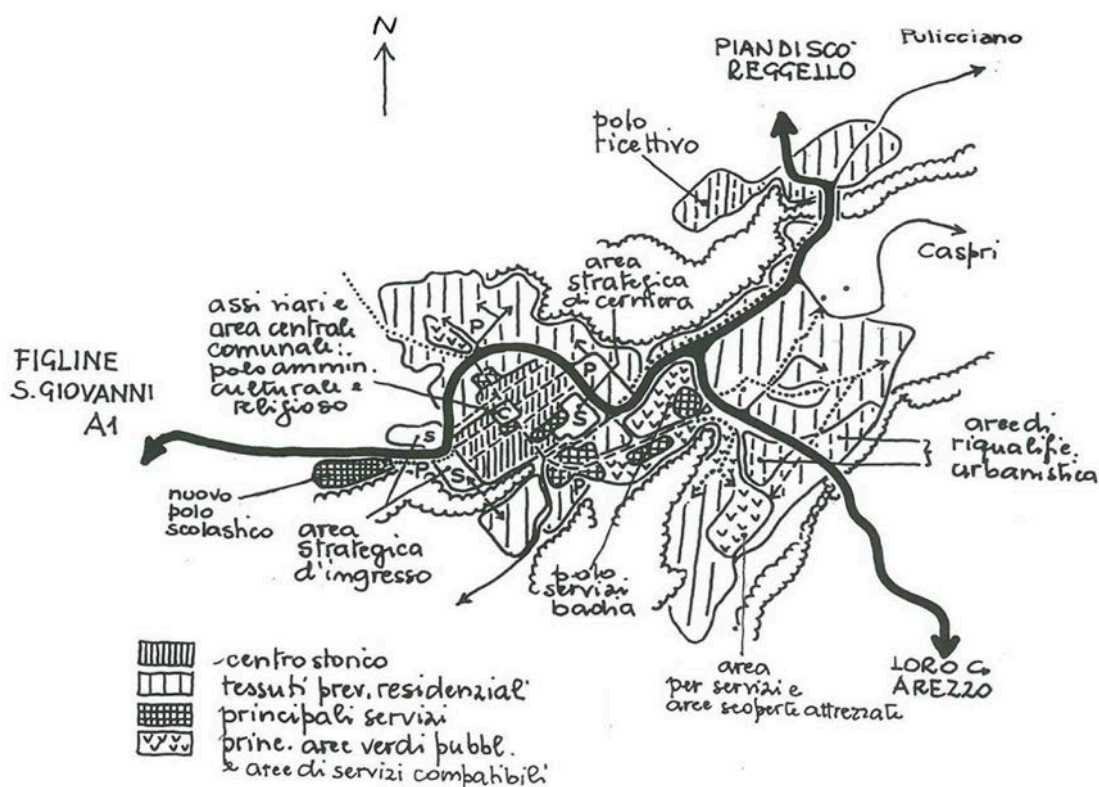 N
PIANDISCO'
REGGELLO
Pulicciano
polo
ricettivo
Caspri
area
strategica
di cerniera
assi viari e
area centrale
comunali:
polo ammin.
culturale e
religioso
FIGLINE
S. GIOVANNI
A1
P
P
C
S
S
P
S
P
aree di
riqualific.
urbanistica
nuovo
polo
scolastico
area
strategica
d'ingresso
polo
servizi
badia
area
per servizi e
aree scoperte attrezzate
LORO C.
AREZZO
centro storico
tessuti prev. residenziali
principali servizi
princ. aree verdi pubbl.
e aree di servizi compatibili